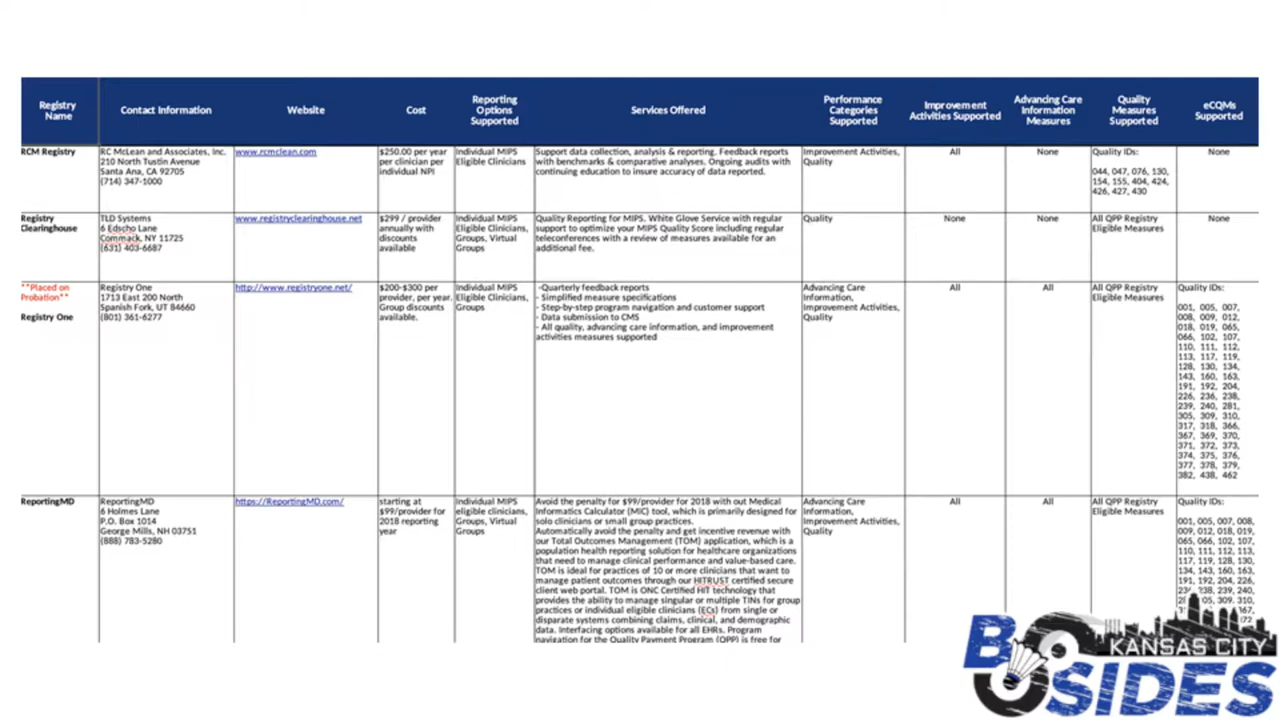 Registry
Name
Contact Information
Website
Cost
Reporting
Options
Supported
Services Offered
Performance
Categories
Supported
Improvement
Activities Supported
Advancing Care
Information
Measures
Quality
Measures
Supported
eCQMs
Supported
RCM Registry
RC McLean and Associates, Inc.
210 North Tustin Avenue
Santa Ana, CA 92705
(714) 347-1000
www.rcmclean.com
$250.00 per year
per clinician per
individual NPI
Individual MIPS
Eligible Clinicians
Support data collection, analysis & reporting. Feedback reports
with benchmarks & comparative analyses. Ongoing audits with
continuing education to insure accuracy of data reported.
Improvement Activities,
Quality
All
None
Quality IDs:
044, 047, 076, 130,
154, 155, 404, 424,
426, 427, 430
None
Registry
Clearinghouse
TLD Systems
6 Edscho Lane
Commack, NY 11725
(631) 403-6687
www.registryclearinghouse.net
$299 / provider
annually with
discounts
available
Individual MIPS
Eligible Clinicians,
Groups, Virtual
Groups
Quality Reporting for MIPS. White Glove Service with regular
support to optimize your MIPS Quality Score including regular
teleconferences with a review of measures available for an
additional fee.
Quality
None
None
All QPP Registry
Eligible Measures
None
**Placed on
Probation**
Registry One
Registry One
1713 East 200 North
Spanish Fork, UT 84660
(801) 361-6277
http://www.registryone.net/
$200-$300 per
provider, per year.
Group discounts
available.
Individual MIPS
Eligible Clinicians,
Groups
-Quarterly feedback reports
- Simplified measure specifications
- Step-by-step program navigation and customer support
- Data submission to CMS
- All quality, advancing care information, and improvement
activities measures supported
Advancing Care
Information,
Improvement Activities,
Quality
All
All
All QPP Registry
Eligible Measures
Quality IDs:
001, 005, 007,
008, 009, 012,
018, 019, 065,
066, 102, 107,
110, 111, 112,
113, 117, 119,
128, 130, 134,
143, 160, 163,
191, 192, 204,
226, 236, 238,
239, 240, 281,
305, 309, 310,
317, 318, 366,
367, 369, 370,
371, 372, 373,
374, 375, 376,
377, 378, 379,
382, 438, 462
ReportingMD
ReportingMD
6 Holmes Lane
P.O. Box 1014
George Mills, NH 03751
(888) 783-5280
https://ReportingMD.com/
starting at
$99/provider for
2018 reporting
year
Individual MIPS
eligible clinicians,
Groups, Virtual
Groups
Avoid the penalty for $99/provider for 2018 with out Medical
Informatics Calculator (MIC) tool, which is primarily designed for
solo clinicians or small group practices.
Automatically avoid the penalty and get incentive revenue with
our Total Outcomes Management (TOM) application, which is a
population health reporting solution for healthcare organizations
that need to manage clinical performance and value-based care.
TOM is ideal for practices of 10 or more clinicians that want to
manage patient outcomes through our HITRUST certified secure
client web portal. TOM is ONC Certified HIT technology that
provides the ability to manage singular or multiple TINs for group
practices or individual eligible clinicians (ECs) from single or
disparate systems combining claims, clinical, and demographic
data. Interfacing options available for all EHRs. Program
navigation for the Quality Payment Program (QPP) is free for
Advancing Care
Information,
Improvement Activities,
Quality
All
All
All QPP Registry
Eligible Measures
Quality IDs:
001, 005, 007, 008,
009, 012, 018, 019,
065, 066, 102, 107,
110, 111, 112, 113,
117, 119, 128, 130,
134, 143, 160, 163,
191, 192, 204, 226,
238, 239, 240,
309, 310,
KANSAS CITY
BSIDES